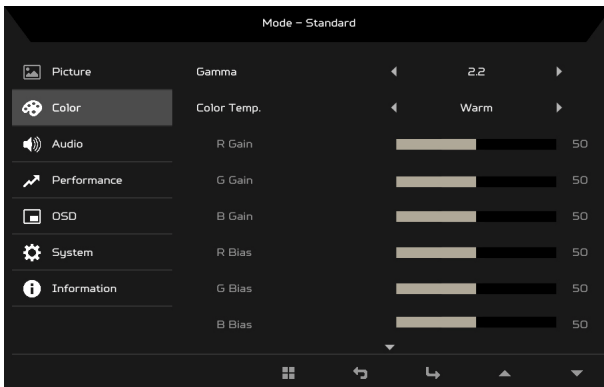 Mode - Standard
Picture
Gamma 2.2
Color
Color Temp. Warm
Audio
R Gain 50
Performance
G Gain 50
OSD
B Gain 50
System
R Bias 50
Information
G Bias 50
B Bias 50